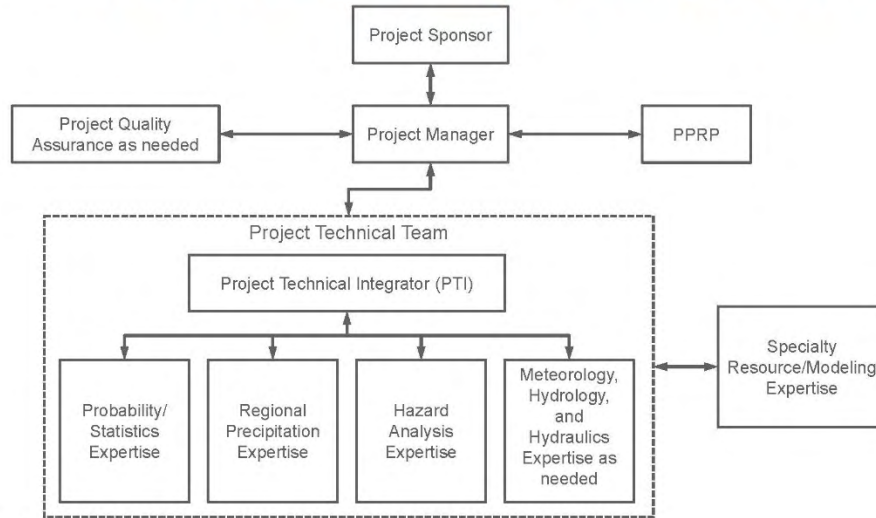 Project Sponsor
Project Quality
Assurance as needed
Project Manager
PPRP
Project Technical Team
Project Technical Integrator (PTI)
Probability/
Statistics
Expertise
Regional
Precipitation
Expertise
Hazard
Analysis
Expertise
Meteorology,
Hydrology,
and
Hydraulics
Expertise as
needed
Specialty
Resource/Modeling
Expertise